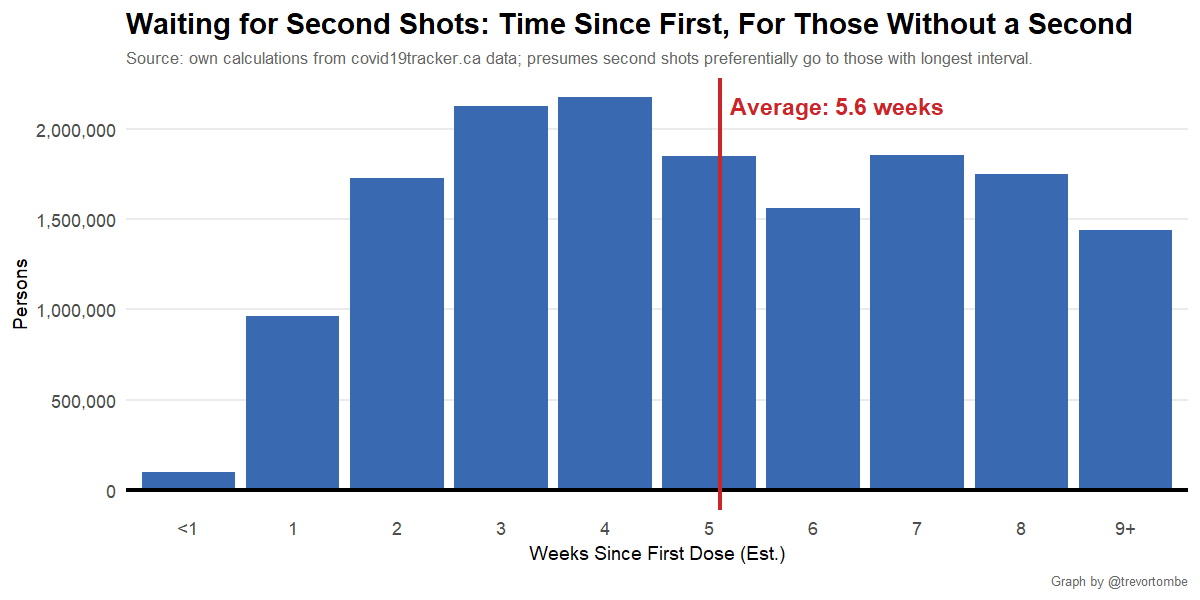 Waiting for Second Shots: Time Since First, For Those Without a Second
Source: own calculations from covid19tracker.ca data; presumes second shots preferentially go to those with longest interval.
Average: 5.6 weeks
2,000,000
1,500,000
1,000,000
500,000
0
Persons
<1 1 2 3 4 5 6 7 8 9+
Weeks Since First Dose (Est.)
Graph by @trevortombe